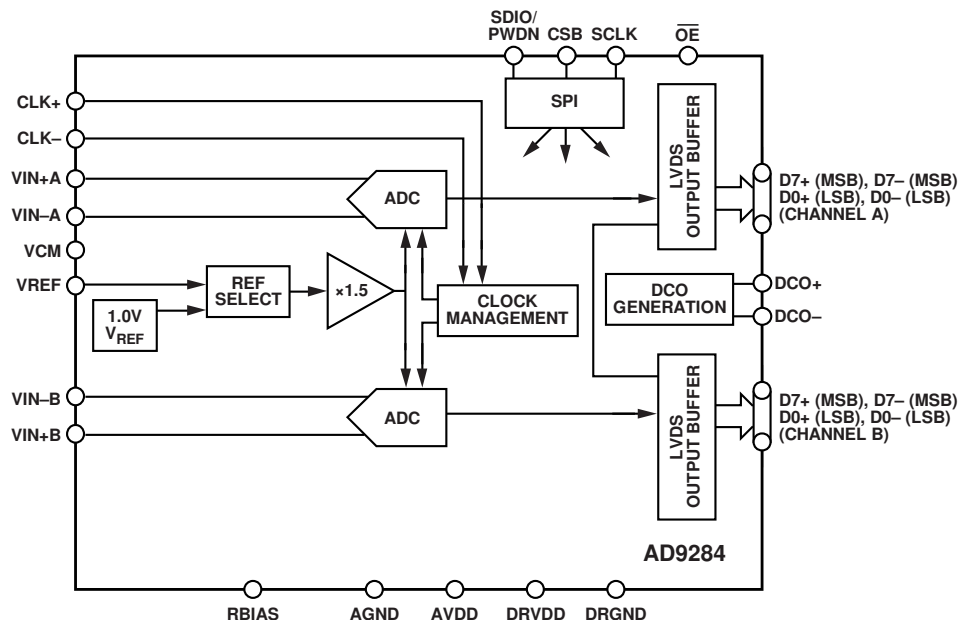 SDIO/
PWDN
CSB
SCLK
OE
CLK+
CLK–
VIN+A
VIN–A
VCM
VREF
VIN–B
VIN+B
SPI
ADC
REF
SELECT
×1.5
1.0V
VREF
CLOCK
MANAGEMENT
ADC
LVDS
OUTPUT BUFFER
D7+ (MSB), D7– (MSB)
D0+ (LSB), D0– (LSB)
(CHANNEL A)
DCO
GENERATION
DCO+
DCO–
LVDS
OUTPUT BUFFER
D7+ (MSB), D7– (MSB)
D0+ (LSB), D0– (LSB)
(CHANNEL B)
AD9284
RBIAS
AGND
AVDD
DRVDD
DRGND